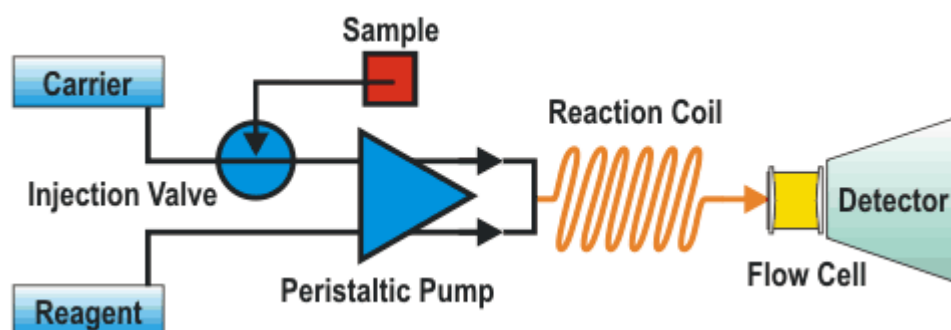 Sample
Carrier
Reaction Coil
Injection Valve
Detector
Flow Cell
Peristaltic Pump
Reagent